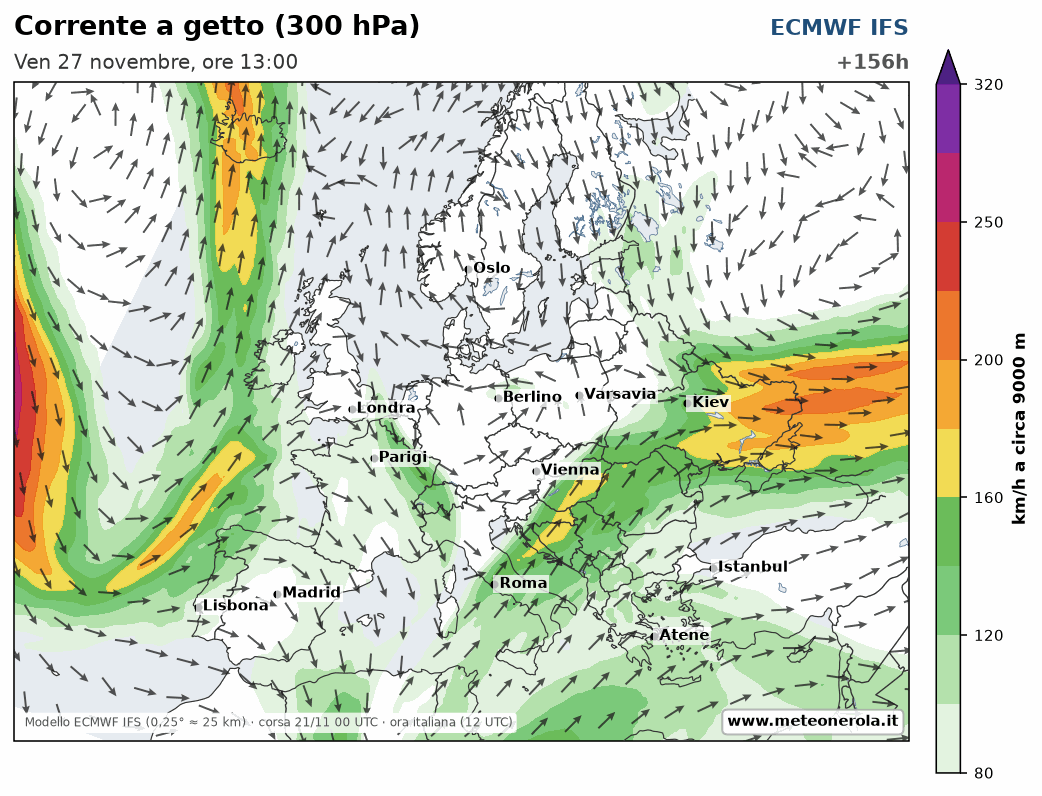 Corrente a getto (300 hPa)
ECMWF IFS
Ven 27 novembre, ore 13:00
+156h
Oslo
Londra
Berlino
Varsavia
Kiev
Parigi
Vienna
Roma
Istanbul
Madrid
Lisbona
Atene
Modello ECMWF IFS (0,25° ≈ 25 km) · corsa 21/11 00 UTC · ora italiana (12 UTC)
www.meteonerola.it
320
250
200
160
120
80
km/h a circa 9000 m